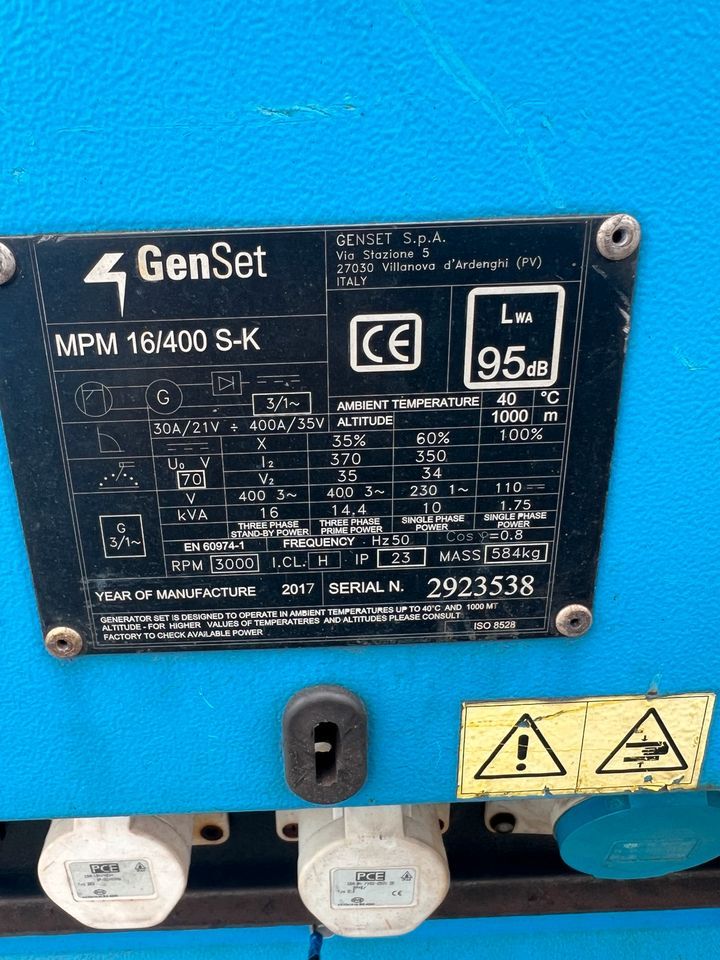 GenSet
GENSET S.p.A.
Via Stazione 5
27030 Villanova d'Ardenghi (PV)
ITALY
MPM 16/400 S-K
CE
LWA
95dB
G
3/1~
AMBIENT TEMPERATURE 40 °C
30A/21V ÷ 400A/35V
ALTITUDE 1000 m
X 35% 60% 100%
U₀ V I₂ 370 350
70 V₂ 35 34
V 400 3~ 400 3~ 230 1~ 110
kVA 16 14.4 10 1.75
G
3/1~
THREE PHASE STAND-BY POWER
THREE PHASE PRIME POWER
SINGLE PHASE POWER
SINGLE PHASE POWER
EN 60974-1 FREQUENCY - Hz50 Cos φ=0.8
RPM 3000 I.CL. H IP 23 MASS 584kg
YEAR OF MANUFACTURE 2017 SERIAL N. 2923538
GENERATOR SET IS DESIGNED TO OPERATE IN AMBIENT TEMPERATURES UP TO 40°C AND 1000 MT
ALTITUDE - FOR HIGHER VALUES OF TEMPERATERES AND ALTITUDES PLEASE CONSULT
FACTORY TO CHECK AVAILABLE POWER
ISO 8528
PCE
PCE
CE